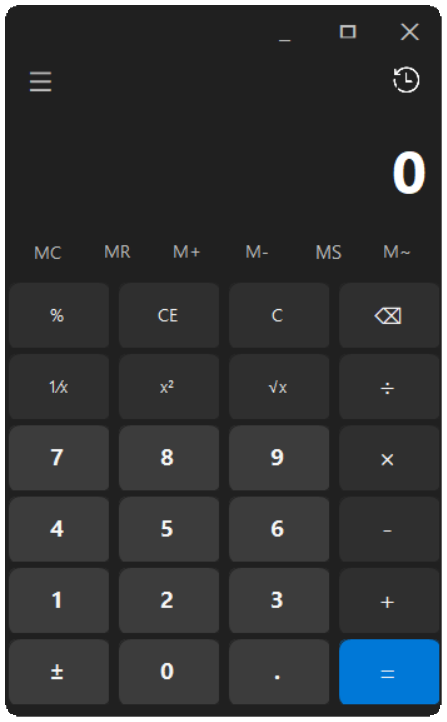 0
MC MR M+ M- MS M~
% CE C ⌫
1/x x² √x ÷
7 8 9 ×
4 5 6 -
1 2 3 +
± 0 . =